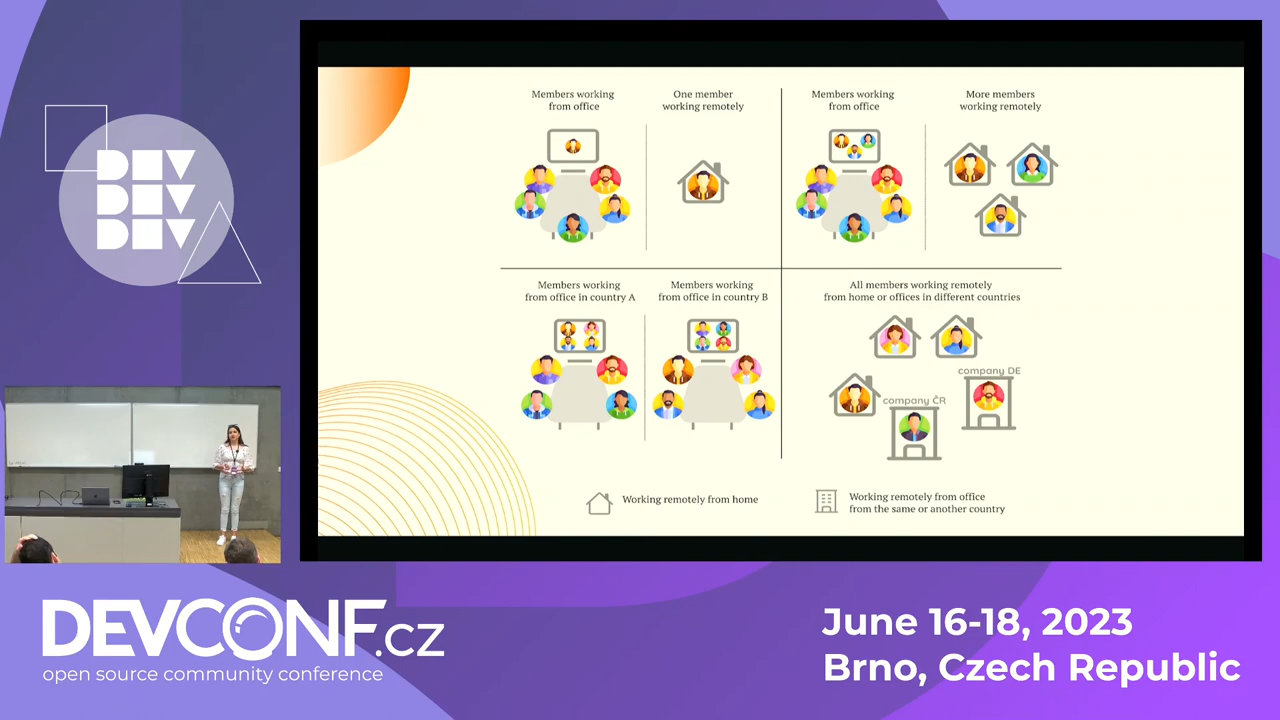 DEV
DEV
DEV
Members working
from office
One member
working remotely
Members working
from office
More members
working remotely
Members working
from office in country A
Members working
from office in country B
All members working remotely
from home or offices in different countries
company DE
company ČR
Working remotely from home
Working remotely from office
from the same or another country
DEVCONF.cz
open source community conference
June 16-18, 2023
Brno, Czech Republic